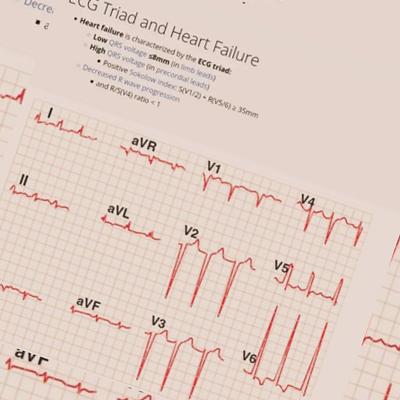 ECG Triad and Heart Failure
Decre
Heart failure is characterized by the ECG triad:
Low QRS voltage ≤8mm (in limb leads)
High QRS voltage (in precordial leads)
Positive Sokolow index: S(V1/2) + R(V5/6) ≥ 35mm
Decreased R wave progression
and R/S(V4) ratio < 1
I
aVR
V1
V4
II
aVL
V2
V5
aVF
V3
V6
aVF